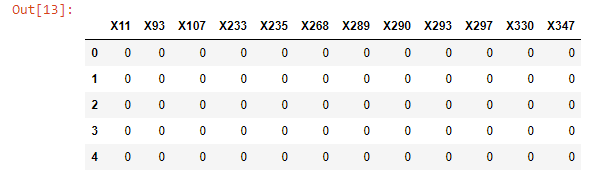 Out[13]:
X11 X93 X107 X233 X235 X268 X289 X290 X293 X297 X330 X347
0 0 0 0 0 0 0 0 0 0 0 0 0
1 0 0 0 0 0 0 0 0 0 0 0 0
2 0 0 0 0 0 0 0 0 0 0 0 0
3 0 0 0 0 0 0 0 0 0 0 0 0
4 0 0 0 0 0 0 0 0 0 0 0 0